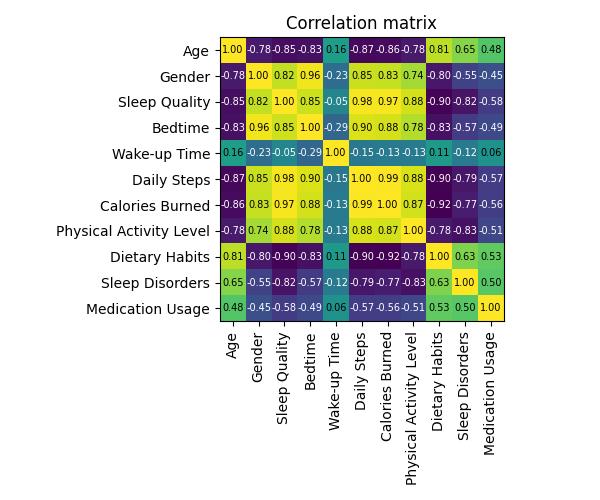 Correlation matrix
Age 1.00 -0.78 -0.85 -0.83 0.16 -0.87 -0.86 -0.78 0.81 0.65 0.48
Gender -0.78 1.00 0.82 0.96 -0.23 0.85 0.83 0.74 -0.80 -0.55 -0.45
Sleep Quality -0.85 0.82 1.00 0.85 -0.05 0.98 0.97 0.88 -0.90 -0.82 -0.58
Bedtime -0.83 0.96 0.85 1.00 -0.29 0.90 0.88 0.78 -0.83 -0.57 -0.49
Wake-up Time 0.16 -0.23 -0.05 -0.29 1.00 -0.15 -0.13 -0.13 0.11 -0.12 0.06
Daily Steps -0.87 0.85 0.98 0.90 -0.15 1.00 0.99 0.88 -0.90 -0.79 -0.57
Calories Burned -0.86 0.83 0.97 0.88 -0.13 0.99 1.00 0.87 -0.92 -0.77 -0.56
Physical Activity Level -0.78 0.74 0.88 0.78 -0.13 0.88 0.87 1.00 -0.78 -0.83 -0.51
Dietary Habits 0.81 -0.80 -0.90 -0.83 0.11 -0.90 -0.92 -0.78 1.00 0.63 0.53
Sleep Disorders 0.65 -0.55 -0.82 -0.57 -0.12 -0.79 -0.77 -0.83 0.63 1.00 0.50
Medication Usage 0.48 -0.45 -0.58 -0.49 0.06 -0.57 -0.56 -0.51 0.53 0.50 1.00
Age
Gender
Sleep Quality
Bedtime
Wake-up Time
Daily Steps
Calories Burned
Physical Activity Level
Dietary Habits
Sleep Disorders
Medication Usage